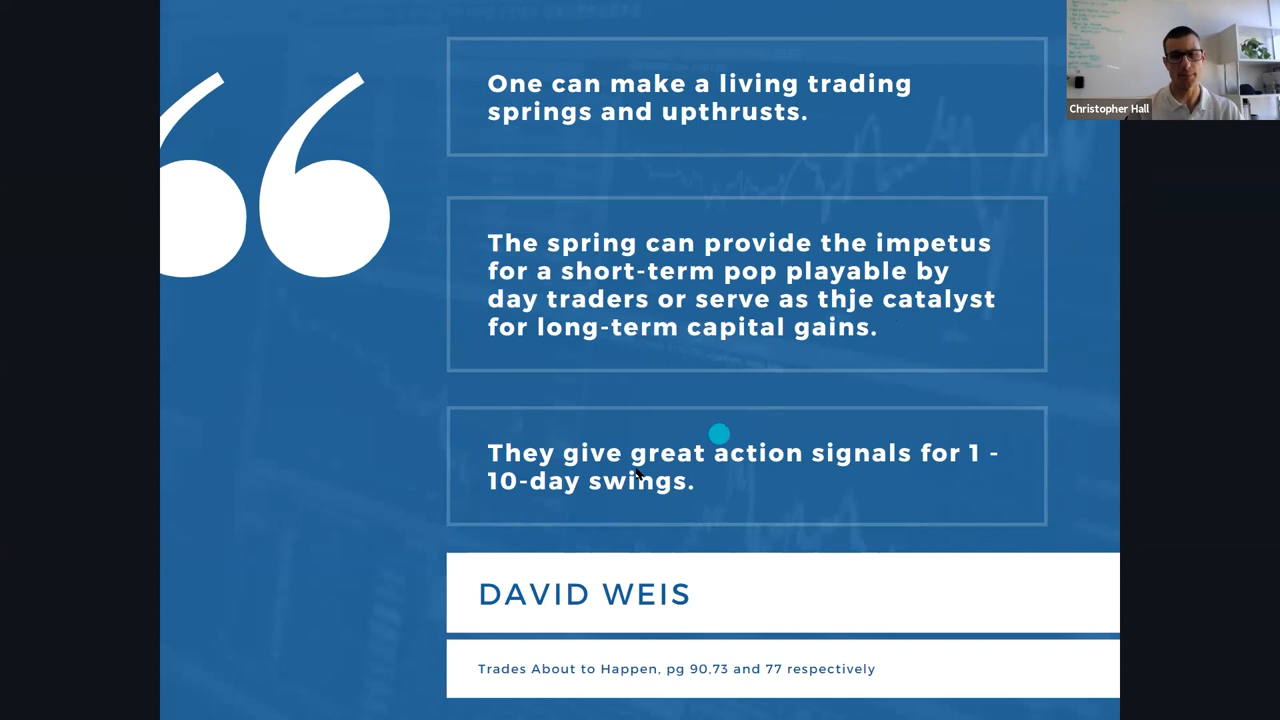 One can make a living trading
springs and upthrusts.
The spring can provide the impetus
for a short-term pop playable by
day traders or serve as thje catalyst
for long-term capital gains.
They give great action signals for 1 -
10-day swings.
DAVID WEIS
Trades About to Happen, pg 90,73 and 77 respectively
Christopher Hall